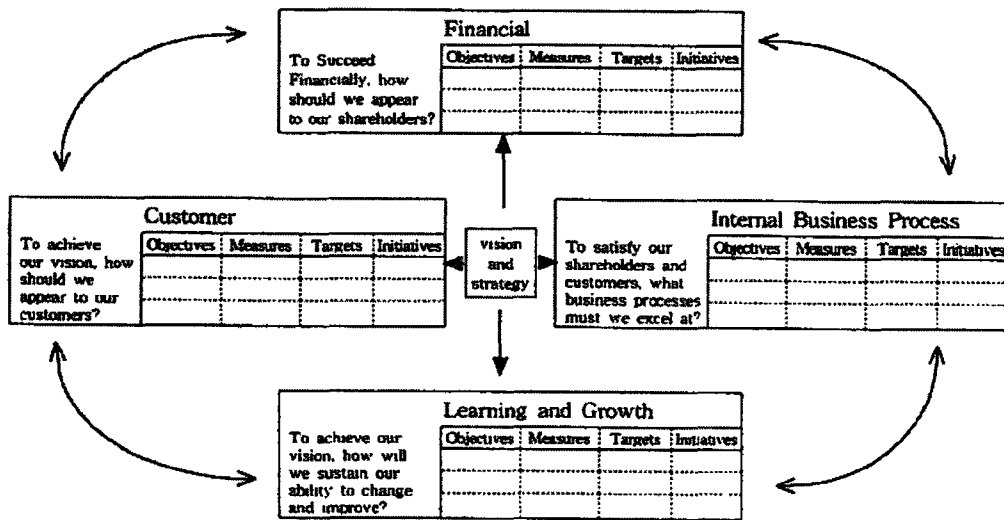 Financial
To Succeed
Financially, how
should we appear
to our shareholders?
Objectives Measures Targets Initiatives
Customer
To achieve
our vision, how
should we
appear to our
customers?
Objectives Measures Targets Initiatives
vision
and
strategy
Internal Business Process
To satisfy our
shareholders and
customers, what
business processes
must we excel at?
Objectives Measures Targets Initiatives
Learning and Growth
To achieve our
vision, how will
we sustain our
ability to change
and improve?
Objectives Measures Targets Initiatives